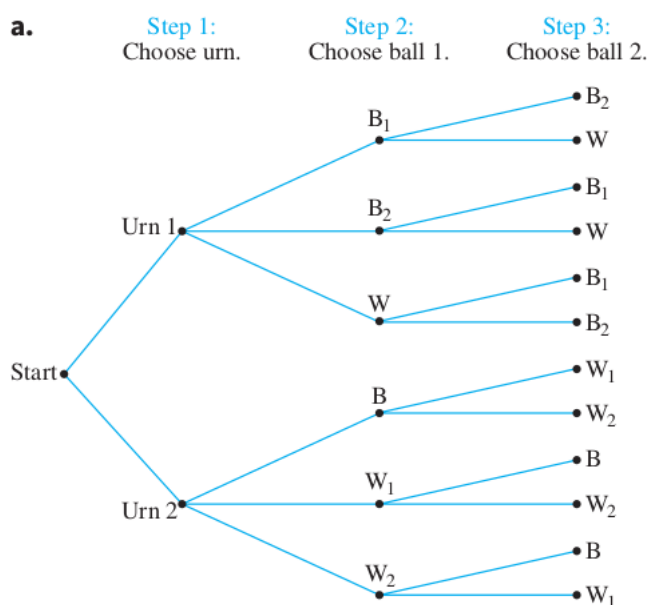 a.
Step 1: Step 2: Step 3:
Choose urn. Choose ball 1. Choose ball 2.
B₂
B₁
W
B₁
B₂
Urn 1
W
B₁
W
B₂
W₁
Start
B
W₂
B
W₁
Urn 2
W₂
B
W₂
W₁